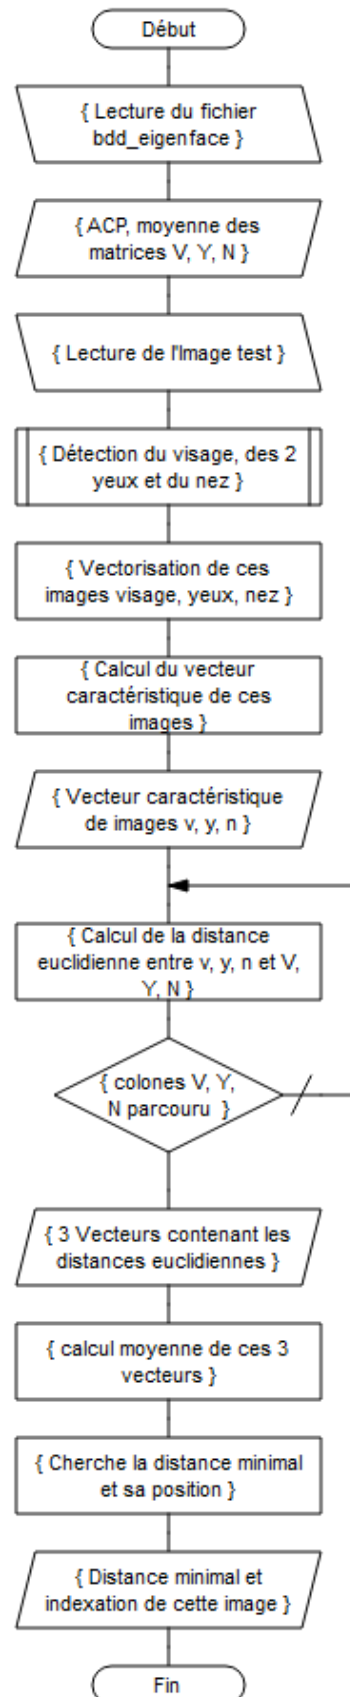 Début
{ Lecture du fichier
bdd_eigenface }
{ ACP, moyenne des
matrices V, Y, N }
{ Lecture de l'Image test }
{ Détection du visage, des 2
yeux et du nez }
{ Vectorisation de ces
images visage, yeux, nez }
{ Calcul du vecteur
caractéristique de ces
images }
{ Vecteur caractéristique
de images v, y, n }
{ Calcul de la distance
euclidienne entre v, y, n et V,
Y, N }
{ colones V, Y,
N parcouru }
{ 3 Vecteurs contenant les
distances euclidiennes }
{ calcul moyenne de ces 3
vecteurs }
{ Cherche la distance minimal
et sa position }
{ Distance minimal et
indexation de cette image }
Fin